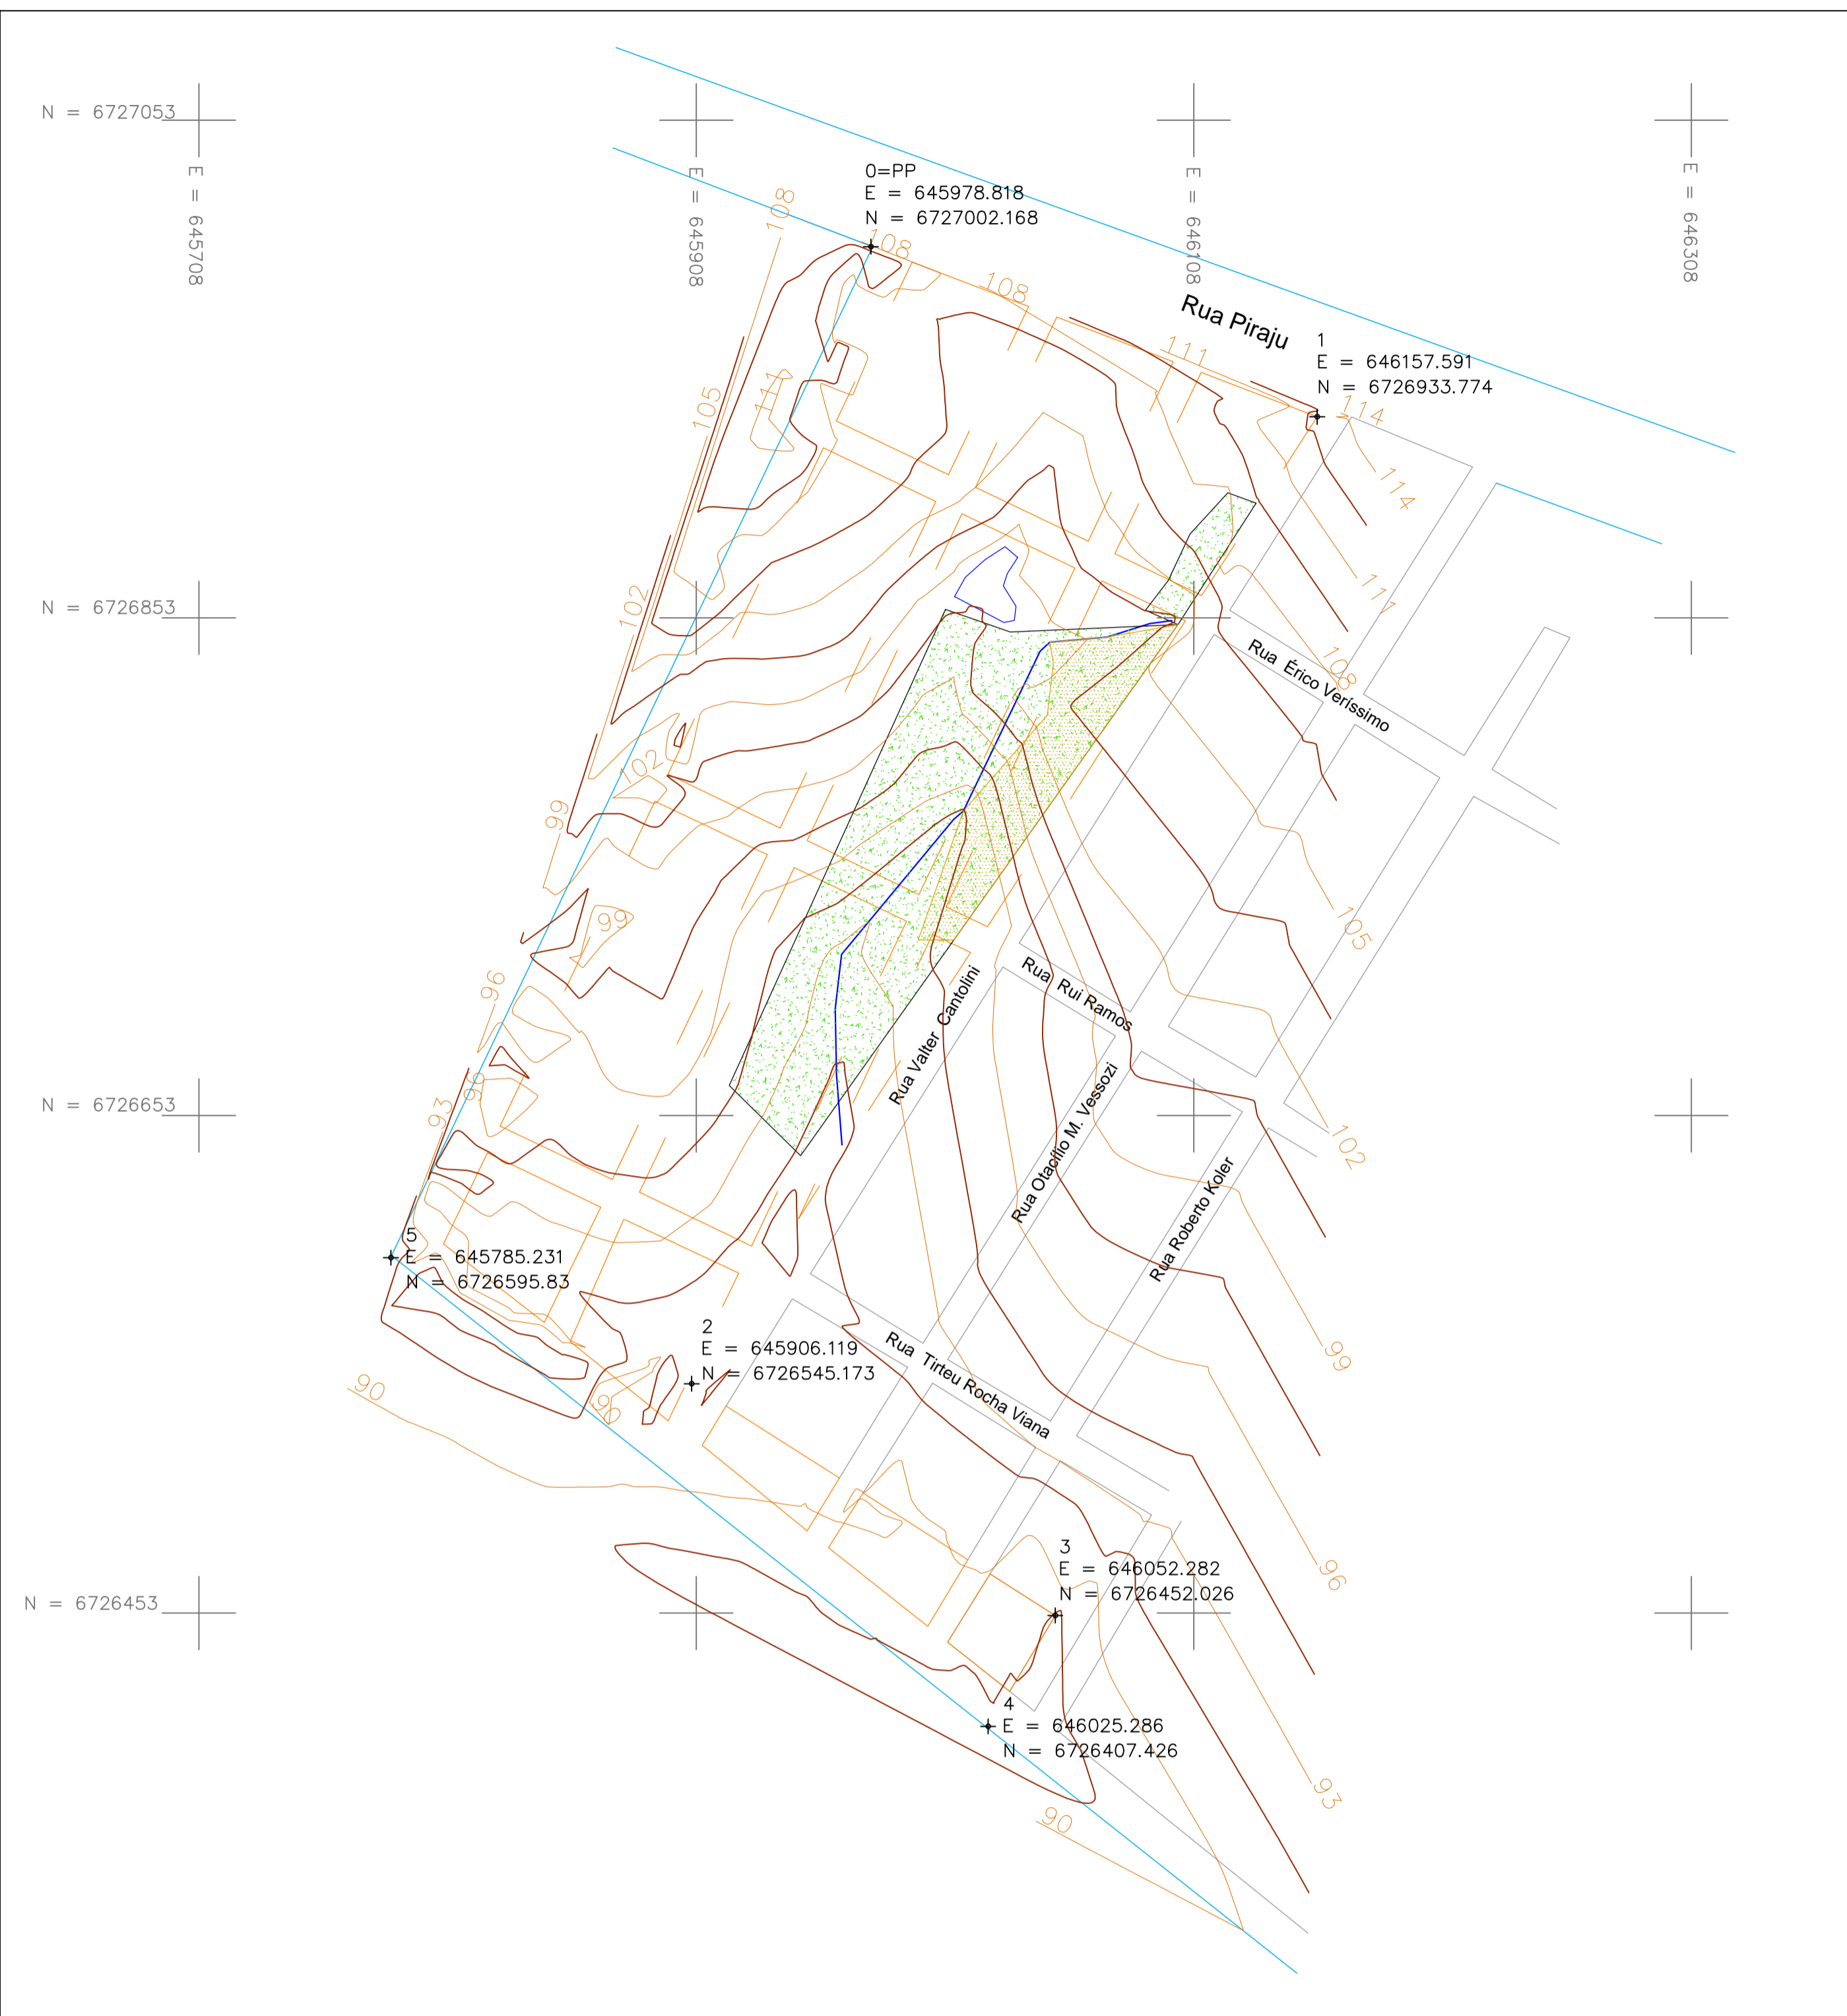 N = 6727053
E = 645708
E = 645908
E = 646108
E = 646308
0=PP
E = 645978.818
N = 6727002.168
108
108
108
Rua Piraju
111
1
E = 646157.591
N = 6726933.774
105
111
114
114
N = 6726853
102
111
Rua Érico Veríssimo
108
102
99
99
105
96
Rua Valter Cantolini
Rua Rui Ramos
N = 6726653
93
96
Rua Otacílio M. Vessozi
102
Rua Roberto Koler
5
E = 645785.231
N = 6726595.83
2
E = 645906.119
N = 6726545.173
Rua Tirteu Rocha Viana
99
90
90
96
3
E = 646052.282
N = 6726452.026
N = 6726453
4
E = 646025.286
N = 6726407.426
93
90